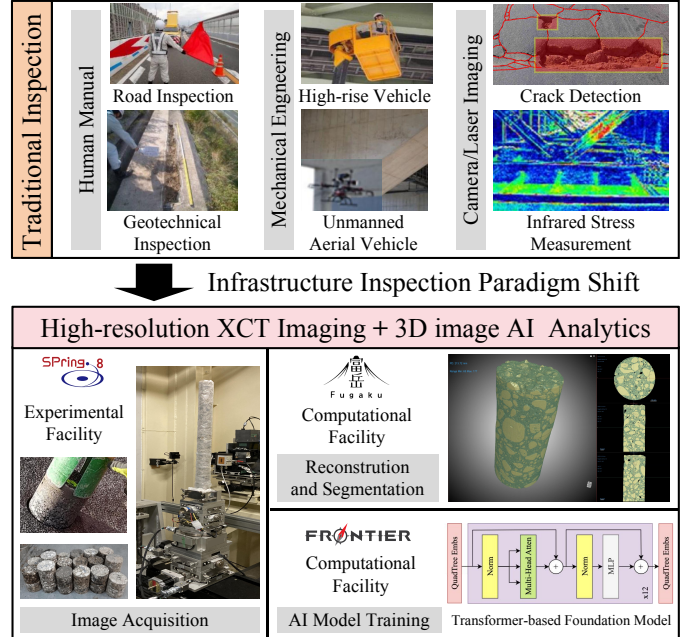 Traditional Inspection
Human Manual
Road Inspection
Geotechnical
Inspection
Mechanical Engneering
High-rise Vehicle
Unmanned
Aerial Vehicle
Camera/Laser Imaging
Crack Detection
Infrared Stress
Measurement
Infrastructure Inspection Paradigm Shift
High-resolution XCT Imaging + 3D image AI Analytics
SPring. 8
Experimental
Facility
Image Acquisition
富岳
Fugaku
Computational
Facility
Reconstrution
and Segmentation
FRONTIER
Computational
Facility
AI Model Training
QuadTree Embs
Norm
Multi-Head Atten
+
Norm
MLP
+
x12
QuadTree Embs
Transformer-based Foundation Model